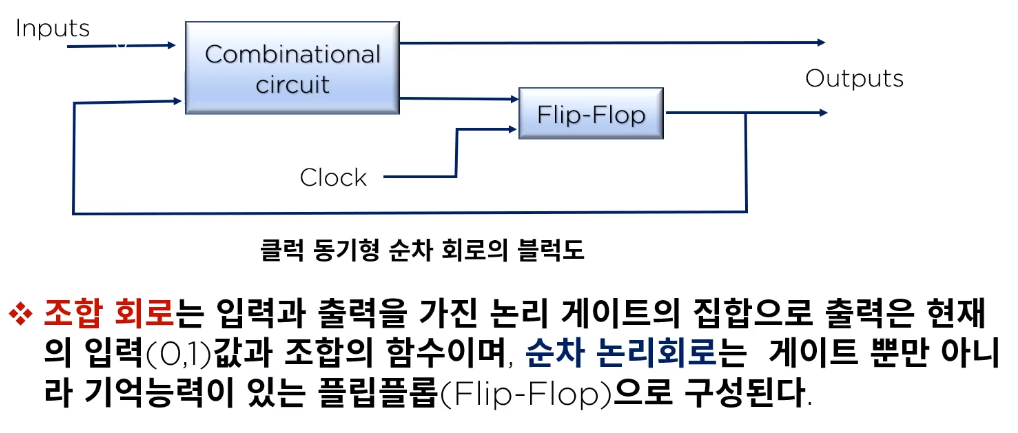 Inputs
Combinational
circuit
Outputs
Flip-Flop
Clock
클럭 동기형 순차 회로의 블럭도
❖ 조합 회로는 입력과 출력을 가진 논리 게이트의 집합으로 출력은 현재
의 입력(0,1)값과 조합의 함수이며, 순차 논리회로는 게이트 뿐만 아니
라 기억능력이 있는 플립플롭(Flip-Flop)으로 구성된다.